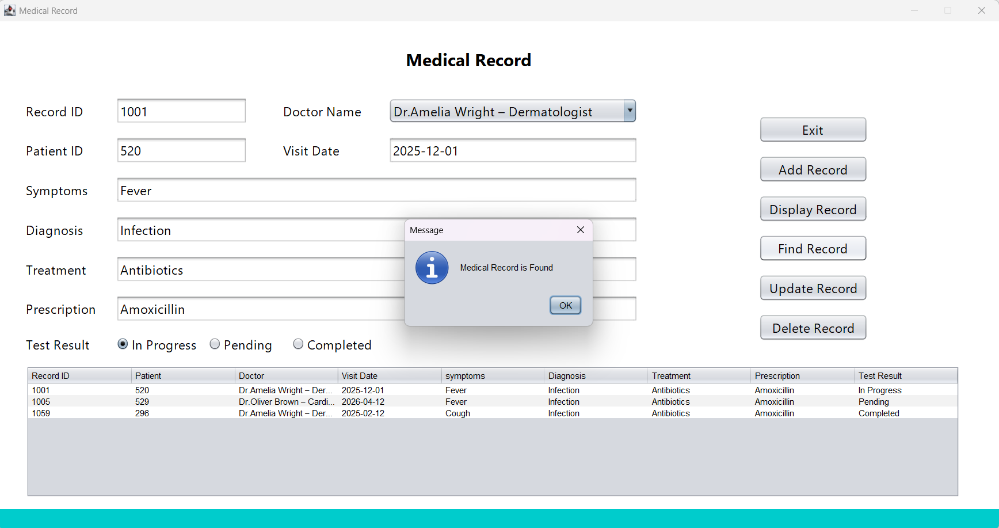 Medical Record
Medical Record
Record ID 1001 Doctor Name Dr.Amelia Wright – Dermatologist
Exit
Patient ID 520 Visit Date 2025-12-01
Add Record
Symptoms Fever
Display Record
Message
Diagnosis Infection
Find Record
Medical Record is Found
Treatment Antibiotics
Update Record
OK
Prescription Amoxicillin
Delete Record
Test Result In Progress Pending Completed
Record ID Patient Doctor Visit Date symptoms Diagnosis Treatment Prescription Test Result
1001 520 Dr.Amelia Wright – Der... 2025-12-01 Fever Infection Antibiotics Amoxicillin In Progress
1005 529 Dr.Oliver Brown – Cardi... 2026-04-12 Fever Infection Antibiotics Amoxicillin Pending
1059 296 Dr.Amelia Wright – Der... 2025-02-12 Cough Infection Antibiotics Amoxicillin Completed